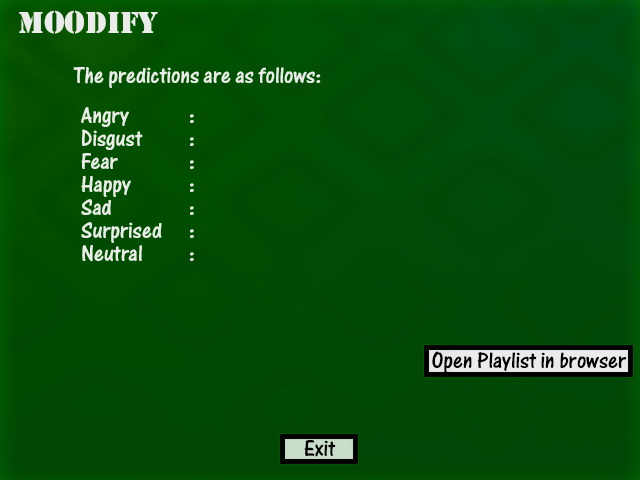 MOODIFY
The predictions are as follows:
Angry :
Disgust :
Fear :
Happy :
Sad :
Surprised :
Neutral :
Open Playlist in browser
Exit